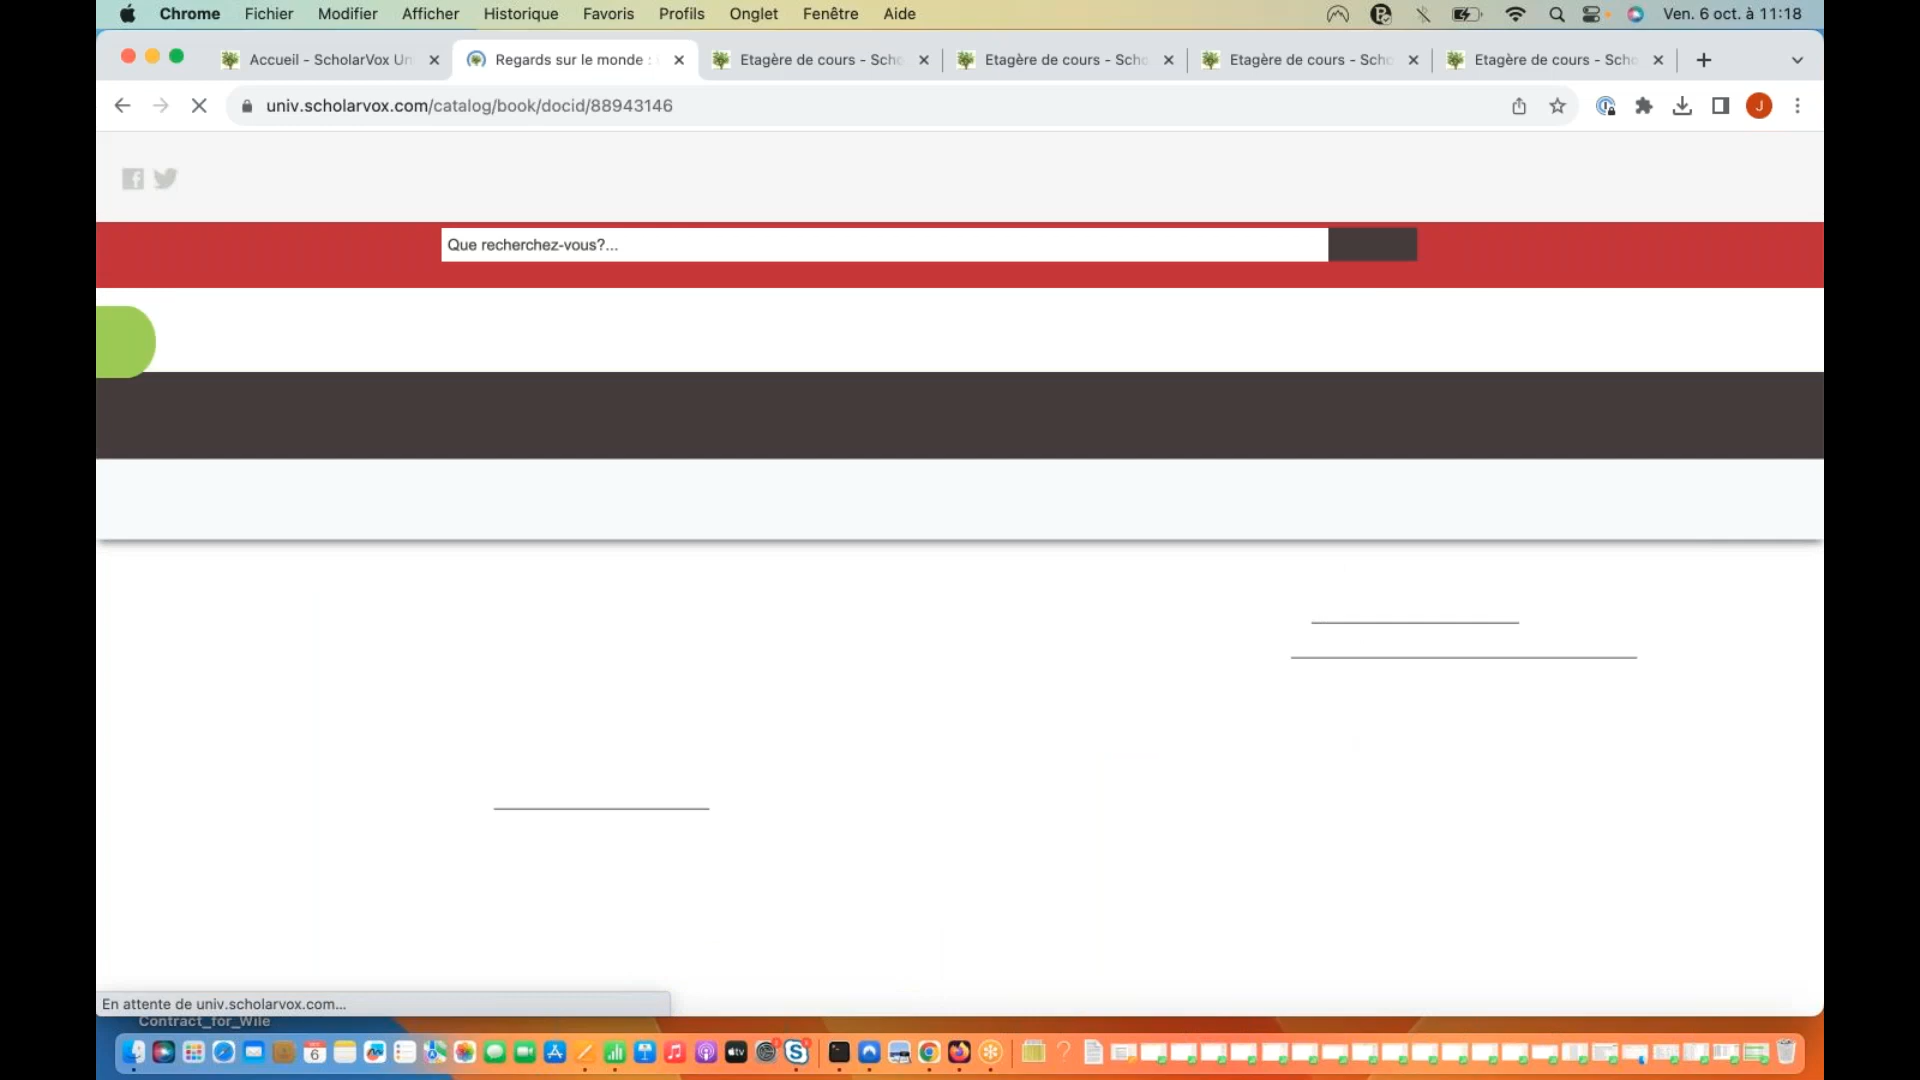 Chrome Fichier Modifier Afficher Historique Favoris Profils Onglet Fenêtre Aide Ven. 6 oct. à 11:18
Accueil - ScholarVox Un Regards sur le monde : Etagère de cours - Scho Etagère de cours - Scho Etagère de cours - Scho Etagère de cours - Scho
univ.scholarvox.com/catalog/book/docid/88943146 J
Que recherchez-vous?...
En attente de univ.scholarvox.com...
Contract_for_Wile
6 tv